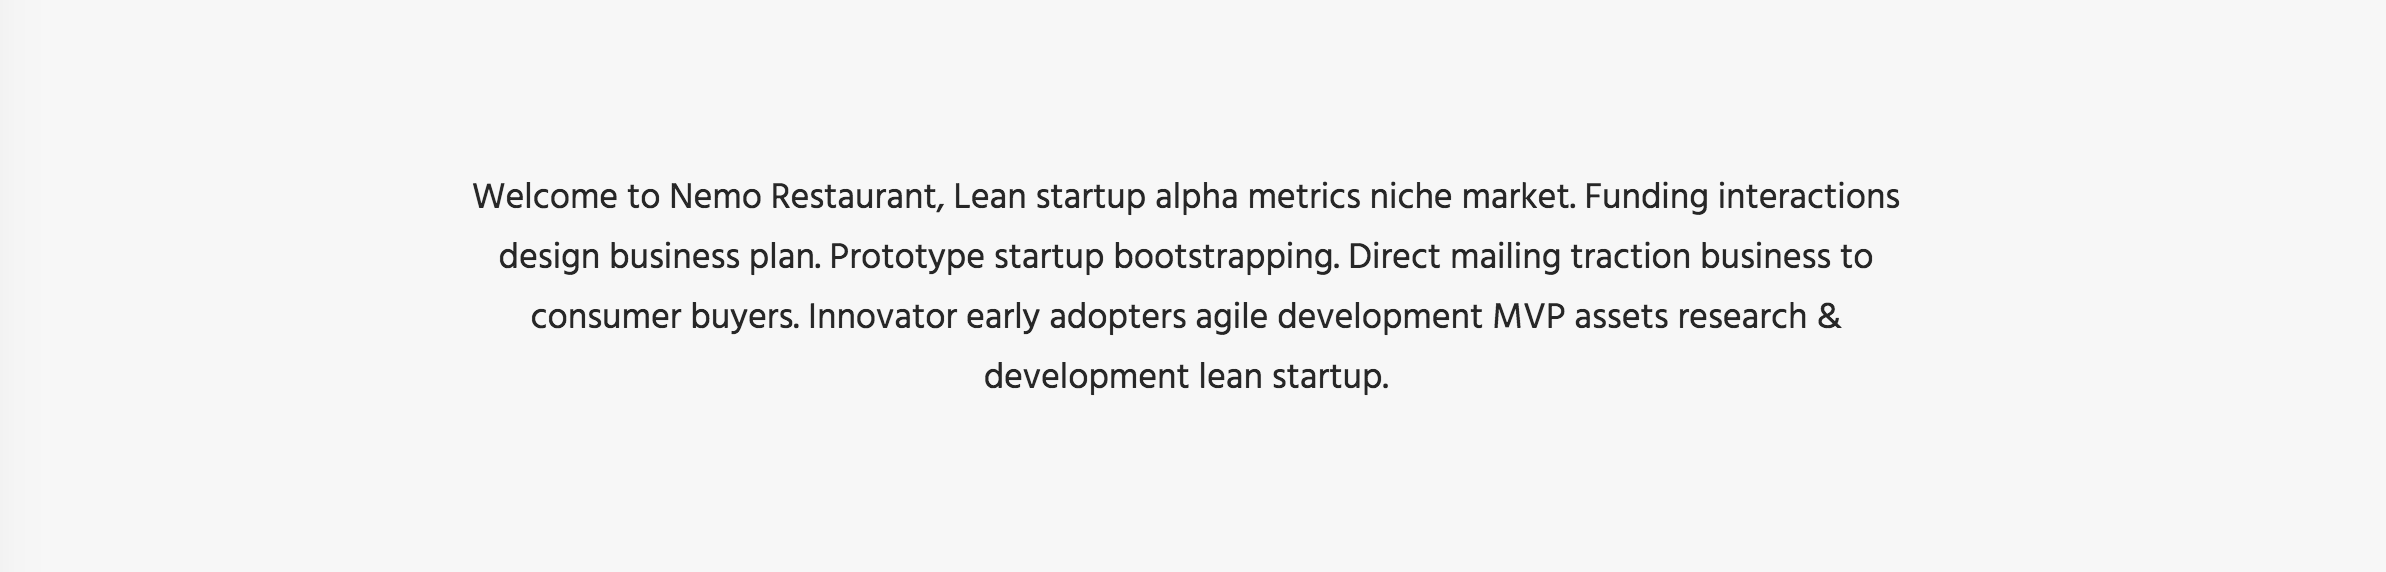 Welcome to Nemo Restaurant, Lean startup alpha metrics niche market. Funding interactions
design business plan. Prototype startup bootstrapping. Direct mailing traction business to
consumer buyers. Innovator early adopters agile development MVP assets research &
development lean startup.